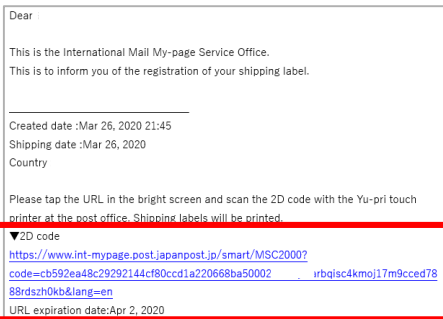 Dear
This is the International Mail My-page Service Office.
This is to inform you of the registration of your shipping label.
Created date :Mar 26, 2020 21:45
Shipping date :Mar 26, 2020
Country
Please tap the URL in the bright screen and scan the 2D code with the Yu-pri touch
printer at the post office. Shipping labels will be printed.
▼2D code
https://www.int-mypage.post.japanpost.jp/smart/MSC2000?
code=cb592ea48c29292144cf80ccd1a220668ba50002 rbqisc4kmoj17m9cced78
88rdszh0kb&lang=en
URL expiration date:Apr 2, 2020